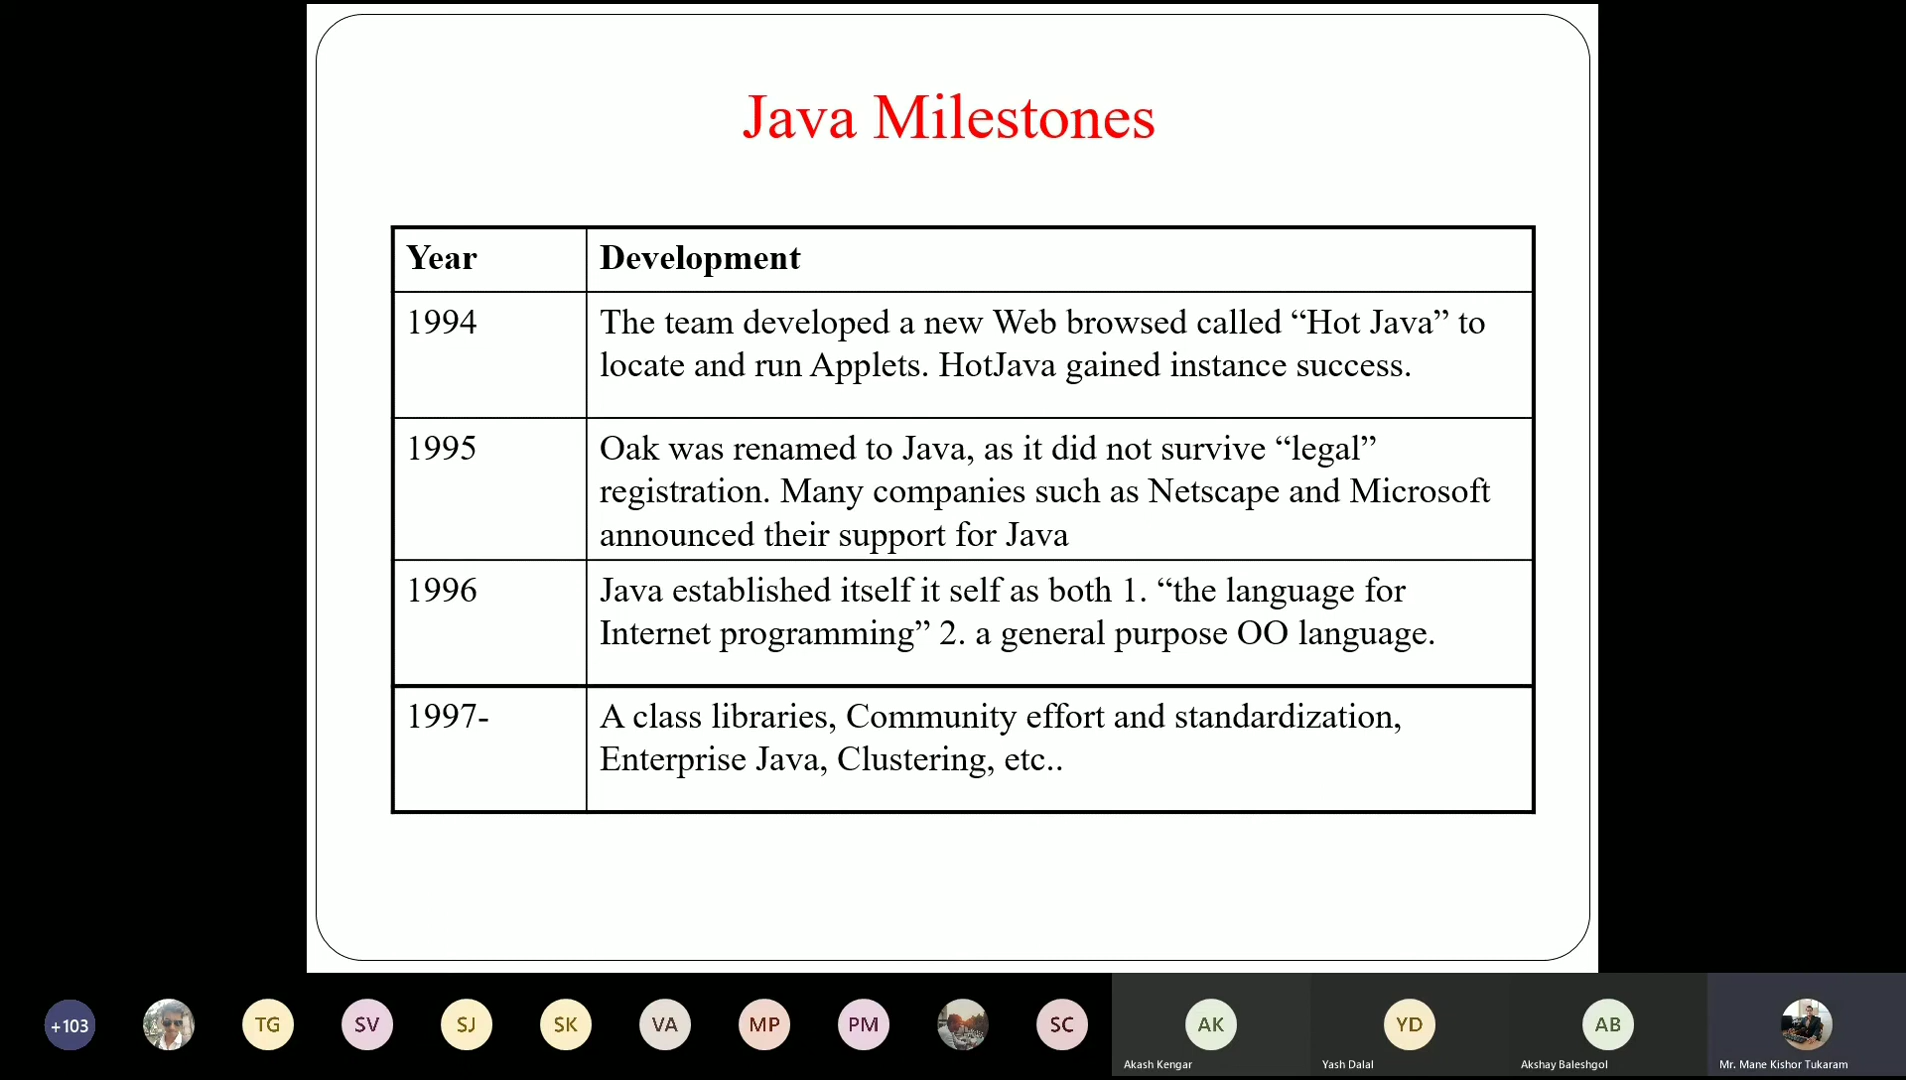 Java Milestones
Year Development
1994 The team developed a new Web browsed called “Hot Java” to
locate and run Applets. HotJava gained instance success.
1995 Oak was renamed to Java, as it did not survive “legal”
registration. Many companies such as Netscape and Microsoft
announced their support for Java
1996 Java established itself it self as both 1. “the language for
Internet programming” 2. a general purpose OO language.
1997- A class libraries, Community effort and standardization,
Enterprise Java, Clustering, etc..
+103 TG SV SJ SK VA MP PM SC AK YD AB
Akash Kengar Yash Dalal Akshay Baleshgol Mr. Mane Kishor Tukaram